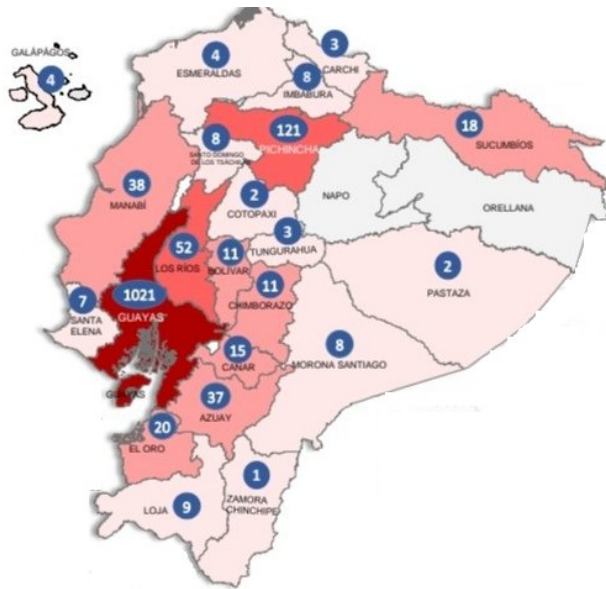 GALÁPAGOS
4
4
ESMERALDAS
3
CARCHI
8
IMBABURA
121
PICHINCHA
18
SUCUMBÍOS
8
SANTO DOMINGO
DE LOS TSÁCHILAS
38
MANABÍ
2
COTOPAXI
NAPO
ORELLANA
3
TUNGURAHUA
52
LOS RÍOS
11
BOLÍVAR
11
CHIMBORAZO
2
PASTAZA
7
SANTA
ELENA
1021
GUAYAS
GUAYAS
15
CAÑAR
8
MORONA SANTIAGO
37
AZUAY
20
EL ORO
9
LOJA
1
ZAMORA
CHINCHIPE